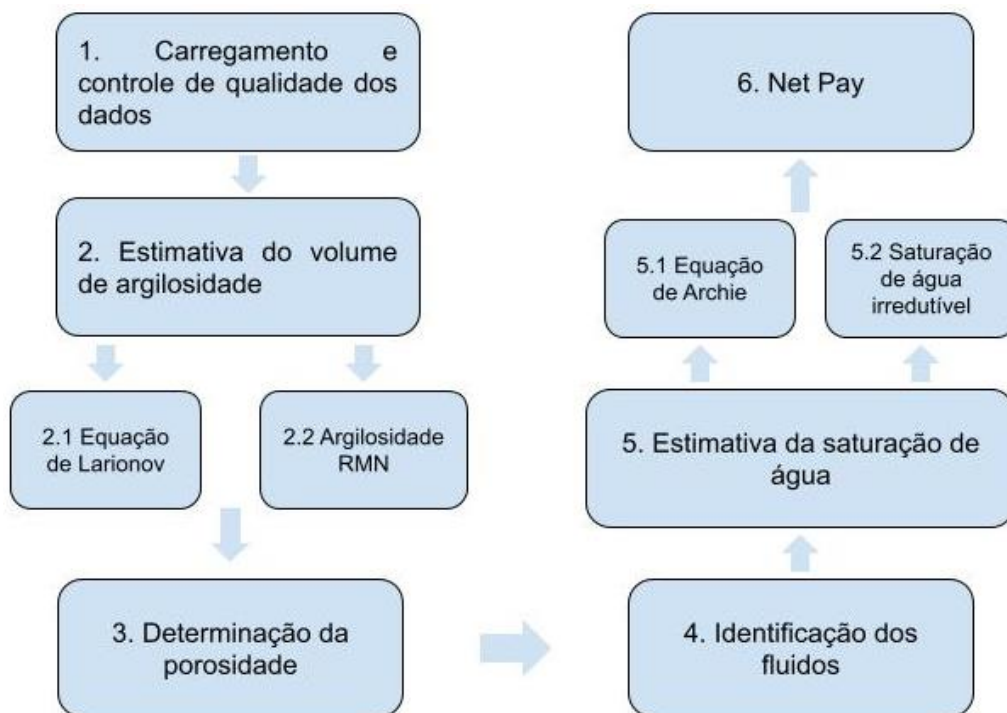 1. Carregamento e
controle de qualidade dos
dados
2. Estimativa do volume
de argilosidade
2.1 Equação
de Larionov
2.2 Argilosidade
RMN
3. Determinação da
porosidade
4. Identificação dos
fluidos
5. Estimativa da saturação de
água
5.1 Equação
de Archie
5.2 Saturação
de água
irredutível
6. Net Pay